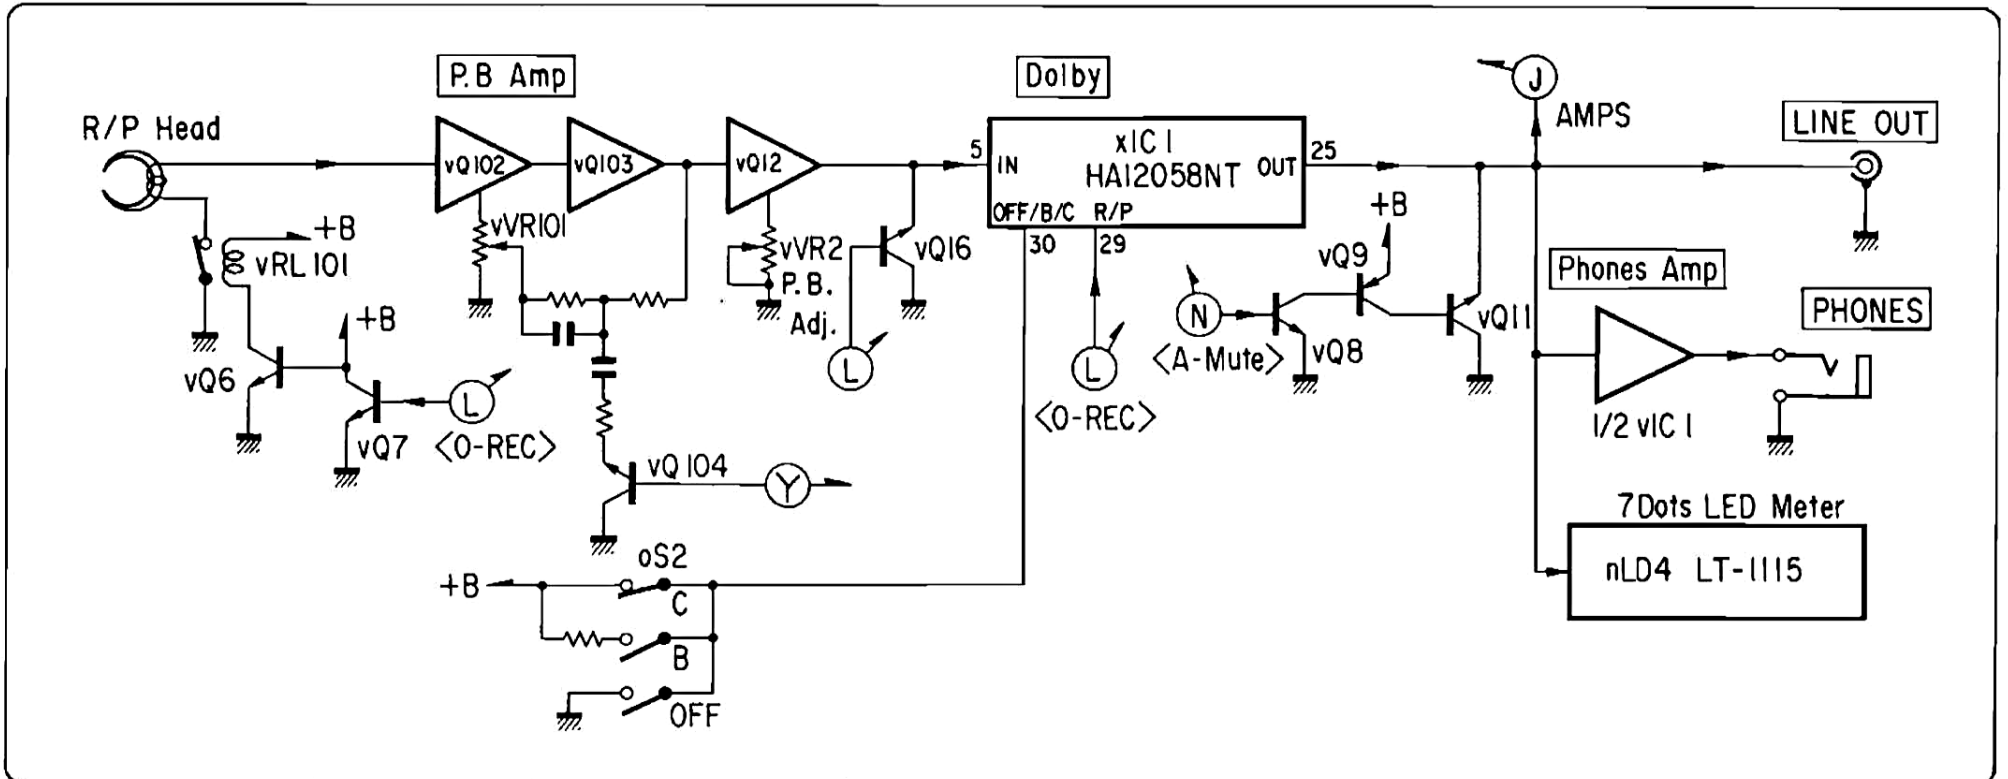 P.B Amp
Dolby
J
AMPS
LINE OUT
R/P Head
vQ102
vQ103
vQ12
5
IN
xIC1
HA12058NT
OUT
25
OFF/B/C R/P
30
29
+B
vRL101
vVR101
vVR2
P.B.
Adj.
vQ16
L
+B
vQ9
N
<A-Mute>
vQ8
vQ11
Phones Amp
PHONES
1/2 vIC1
+B
vQ6
vQ7
L
<O-REC>
L
<O-REC>
vQ104
Y
7Dots LED Meter
nLD4 LT-1115
oS2
+B
C
B
OFF